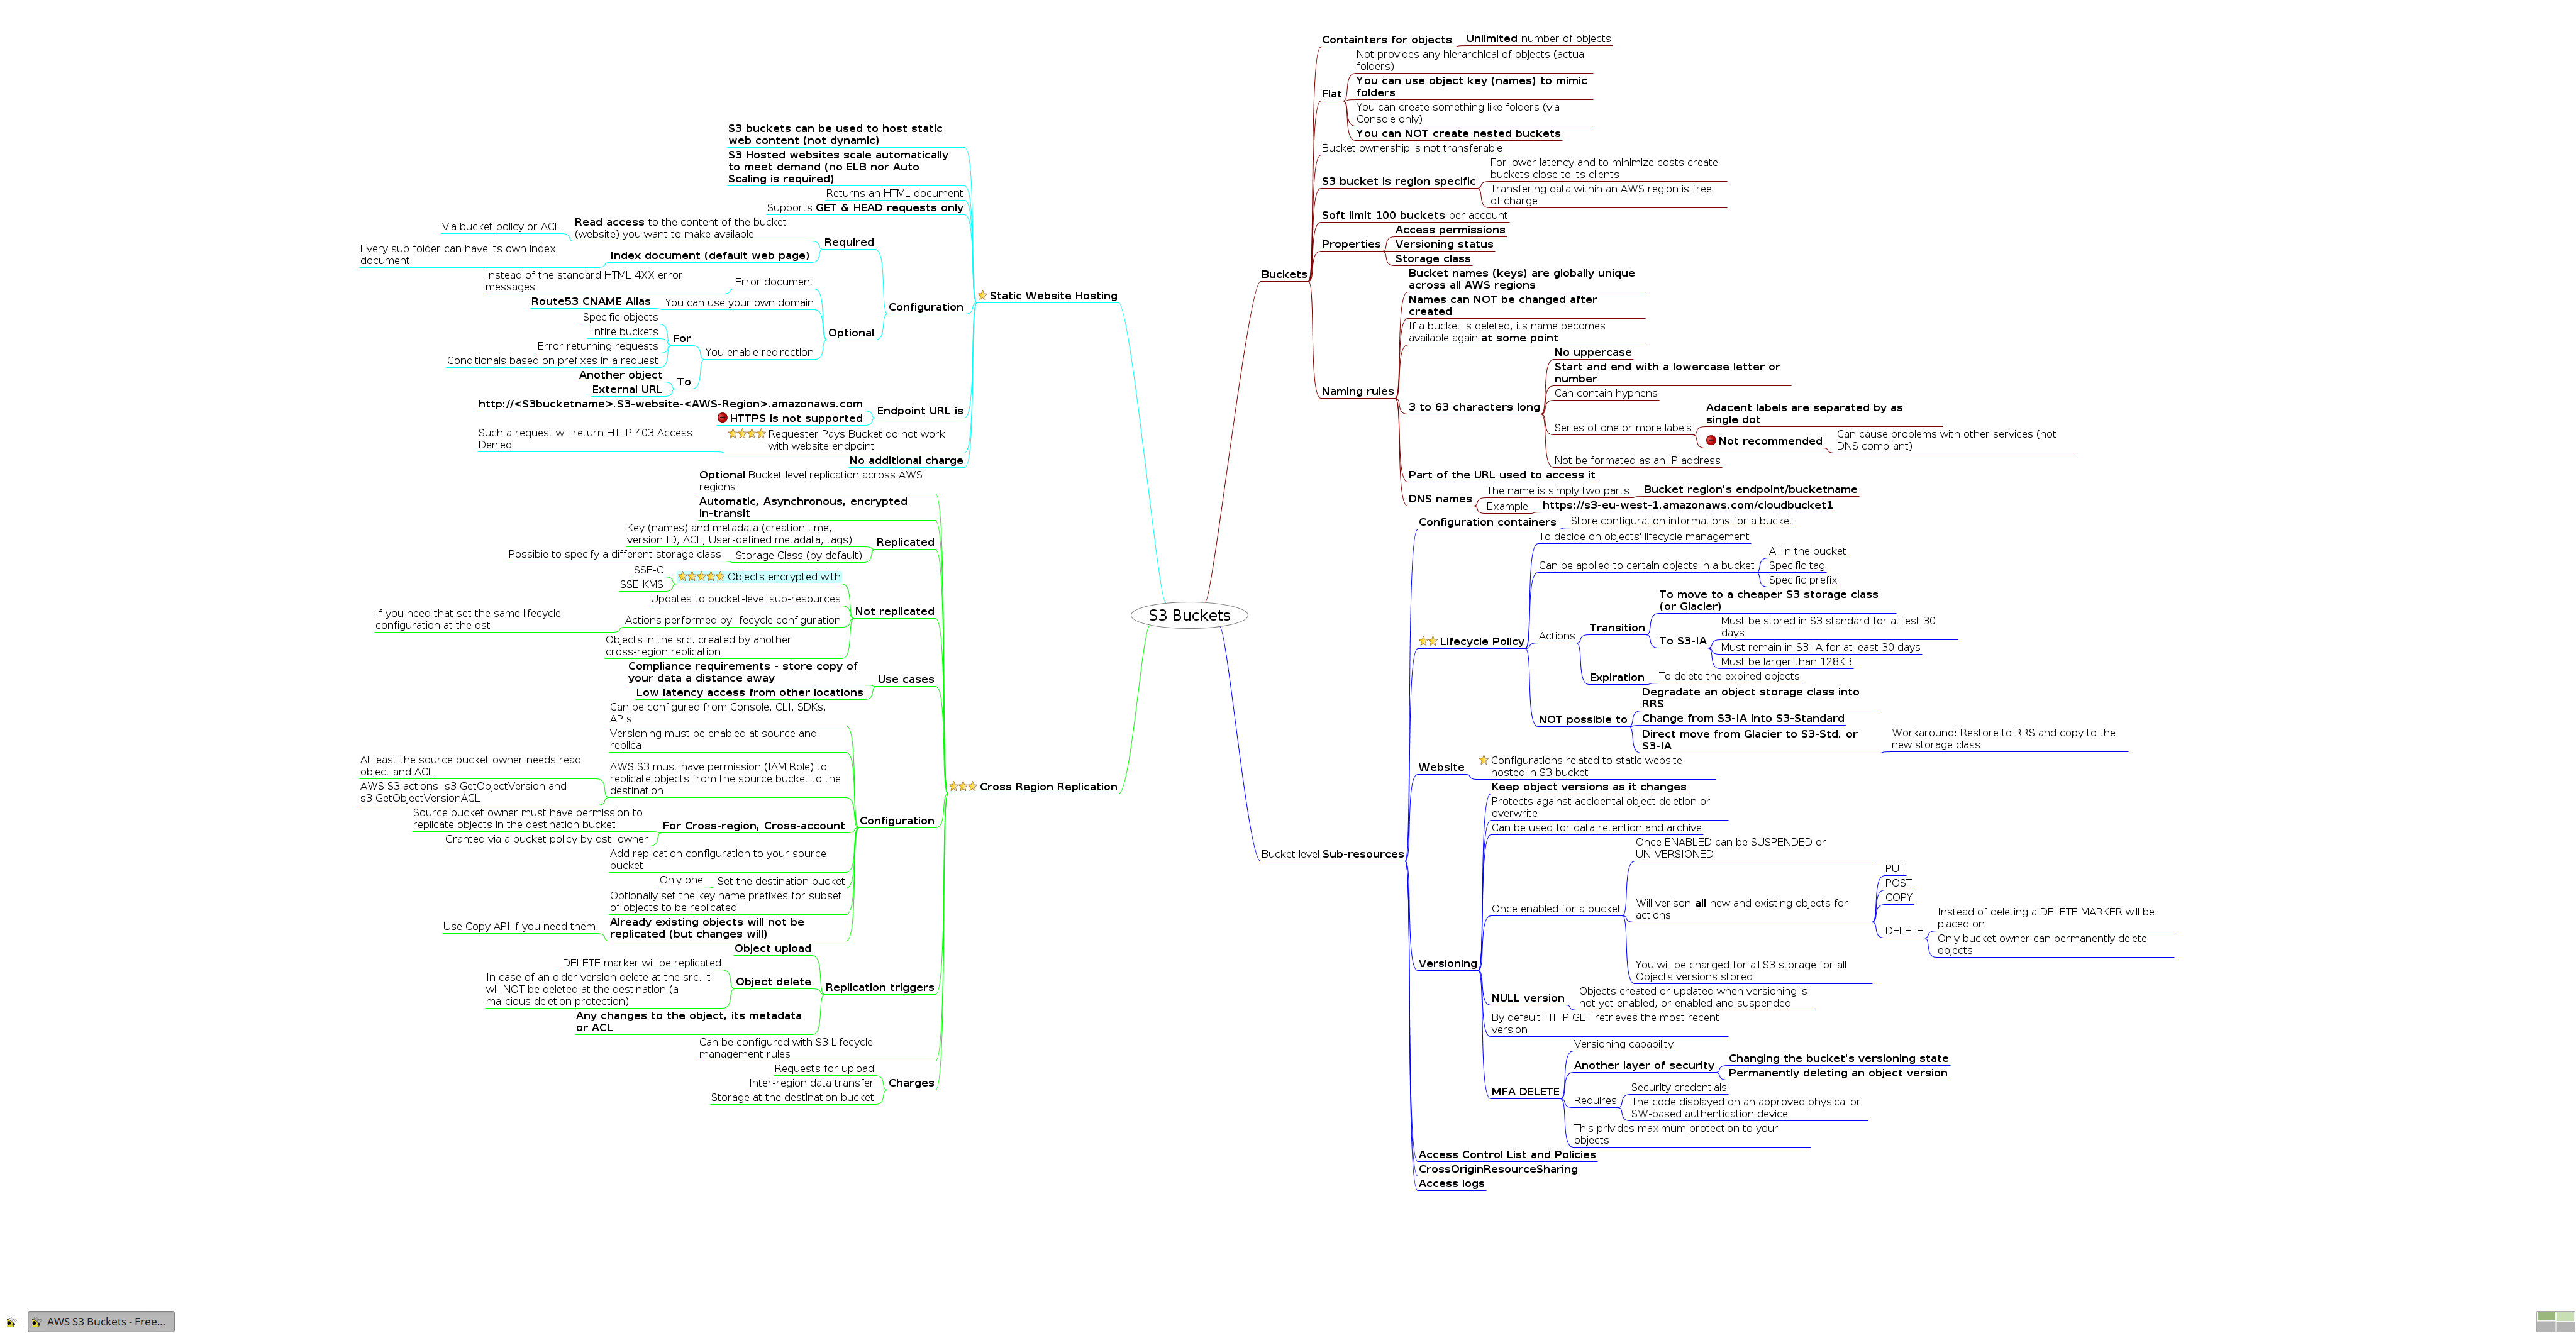 S3 Buckets
Buckets
Containters for objects
Unlimited number of objects
Flat
Not provides any hierarchical of objects (actual
folders)
You can use object key (names) to mimic
folders
You can create something like folders (via
Console only)
You can NOT create nested buckets
Bucket ownership is not transferable
S3 bucket is region specific
For lower latency and to minimize costs create
buckets close to its clients
Transfering data within an AWS region is free
of charge
Soft limit 100 buckets per account
Properties
Access permissions
Versioning status
Storage class
Naming rules
Bucket names (keys) are globally unique
across all AWS regions
Names can NOT be changed after
created
If a bucket is deleted, its name becomes
available again at some point
3 to 63 characters long
No uppercase
Start and end with a lowercase letter or
number
Can contain hyphens
Series of one or more labels
Adacent labels are separated by as
single dot
Not recommended
Can cause problems with other services (not
DNS compliant)
Not be formated as an IP address
Part of the URL used to access it
DNS names
The name is simply two parts
Bucket region's endpoint/bucketname
Example
https://s3-eu-west-1.amazonaws.com/cloudbucket1
Bucket level Sub-resources
Configuration containers
Store configuration informations for a bucket
Lifecycle Policy
To decide on objects' lifecycle management
Can be applied to certain objects in a bucket
All in the bucket
Specific tag
Specific prefix
Actions
Transition
To move to a cheaper S3 storage class
(or Glacier)
To S3-IA
Must be stored in S3 standard for at lest 30
days
Must remain in S3-IA for at least 30 days
Must be larger than 128KB
Expiration
To delete the expired objects
NOT possible to
Degradate an object storage class into
RRS
Change from S3-IA into S3-Standard
Direct move from Glacier to S3-Std. or
S3-IA
Workaround: Restore to RRS and copy to the
new storage class
Website
Configurations related to static website
hosted in S3 bucket
Versioning
Keep object versions as it changes
Protects against accidental object deletion or
overwrite
Can be used for data retention and archive
Once enabled for a bucket
Once ENABLED can be SUSPENDED or
UN-VERSIONED
Will verison all new and existing objects for
actions
PUT
POST
COPY
DELETE
Instead of deleting a DELETE MARKER will be
placed on
Only bucket owner can permanently delete
objects
You will be charged for all S3 storage for all
Objects versions stored
NULL version
Objects created or updated when versioning is
not yet enabled, or enabled and suspended
By default HTTP GET retrieves the most recent
version
MFA DELETE
Versioning capability
Another layer of security
Changing the bucket's versioning state
Permanently deleting an object version
Requires
Security credentials
The code displayed on an approved physical or
SW-based authentication device
This privides maximum protection to your
objects
Access Control List and Policies
CrossOriginResourceSharing
Access logs
Static Website Hosting
S3 buckets can be used to host static
web content (not dynamic)
S3 Hosted websites scale automatically
to meet demand (no ELB nor Auto
Scaling is required)
Returns an HTML document
Supports GET & HEAD requests only
Configuration
Required
Read access to the content of the bucket
(website) you want to make available
Via bucket policy or ACL
Index document (default web page)
Every sub folder can have its own index
document
Optional
Error document
Instead of the standard HTML 4XX error
messages
You can use your own domain
Route53 CNAME Alias
You enable redirection
For
Specific objects
Entire buckets
Error returning requests
Conditionals based on prefixes in a request
To
Another object
External URL
Endpoint URL is
http://<S3bucketname>.S3-website-<AWS-Region>.amazonaws.com
HTTPS is not supported
Requester Pays Bucket do not work
with website endpoint
Such a request will return HTTP 403 Access
Denied
No additional charge
Cross Region Replication
Optional Bucket level replication across AWS
regions
Automatic, Asynchronous, encrypted
in-transit
Replicated
Key (names) and metadata (creation time,
version ID, ACL, User-defined metadata, tags)
Storage Class (by default)
Possibie to specify a different storage class
Not replicated
Objects encrypted with
SSE-C
SSE-KMS
Updates to bucket-level sub-resources
Actions performed by lifecycle configuration
If you need that set the same lifecycle
configuration at the dst.
Objects in the src. created by another
cross-region replication
Use cases
Compliance requirements - store copy of
your data a distance away
Low latency access from other locations
Configuration
Can be configured from Console, CLI, SDKs,
APIs
Versioning must be enabled at source and
replica
AWS S3 must have permission (IAM Role) to
replicate objects from the source bucket to the
destination
At least the source bucket owner needs read
object and ACL
AWS S3 actions: s3:GetObjectVersion and
s3:GetObjectVersionACL
For Cross-region, Cross-account
Source bucket owner must have permission to
replicate objects in the destination bucket
Granted via a bucket policy by dst. owner
Add replication configuration to your source
bucket
Set the destination bucket
Only one
Optionally set the key name prefixes for subset
of objects to be replicated
Already existing objects will not be
replicated (but changes will)
Use Copy API if you need them
Replication triggers
Object upload
Object delete
DELETE marker will be replicated
In case of an older version delete at the src. it
will NOT be deleted at the destination (a
malicious deletion protection)
Any changes to the object, its metadata
or ACL
Can be configured with S3 Lifecycle
management rules
Charges
Requests for upload
Inter-region data transfer
Storage at the destination bucket
AWS S3 Buckets - Free...